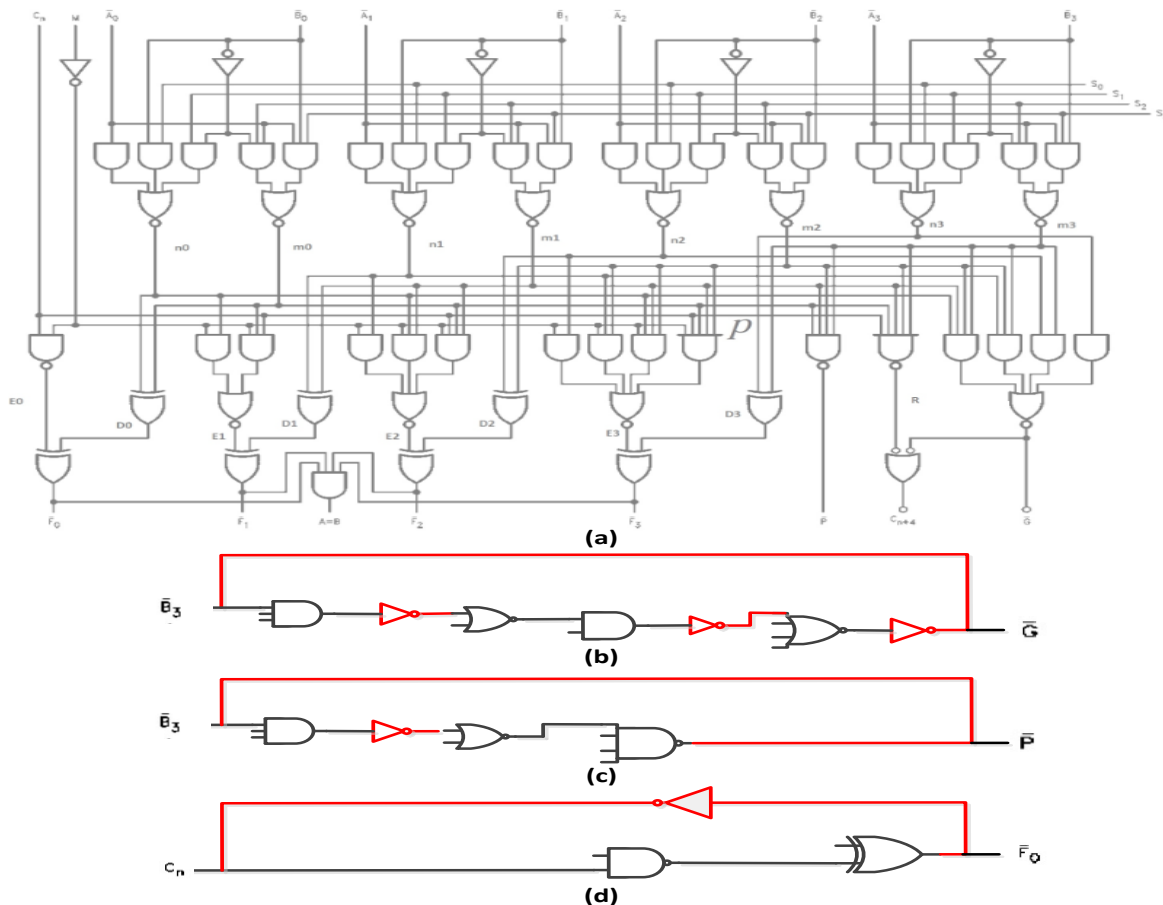 Cn M Ā0 B̄0 Ā1 B̄1 Ā2 B̄2 Ā3 B̄3
S0
S1
S2
S
n0 m0 n1 m1 n2 m2 n3 m3
p
E0 D0 E1 D1 E2 D2 E3 D3 R
F̄0 F̄1 A=B F̄2 F̄3 P̄ Cn+4 Ḡ
(a)
B̄3 Ḡ
(b)
B̄3 P̄
(c)
Cn F̄0
(d)